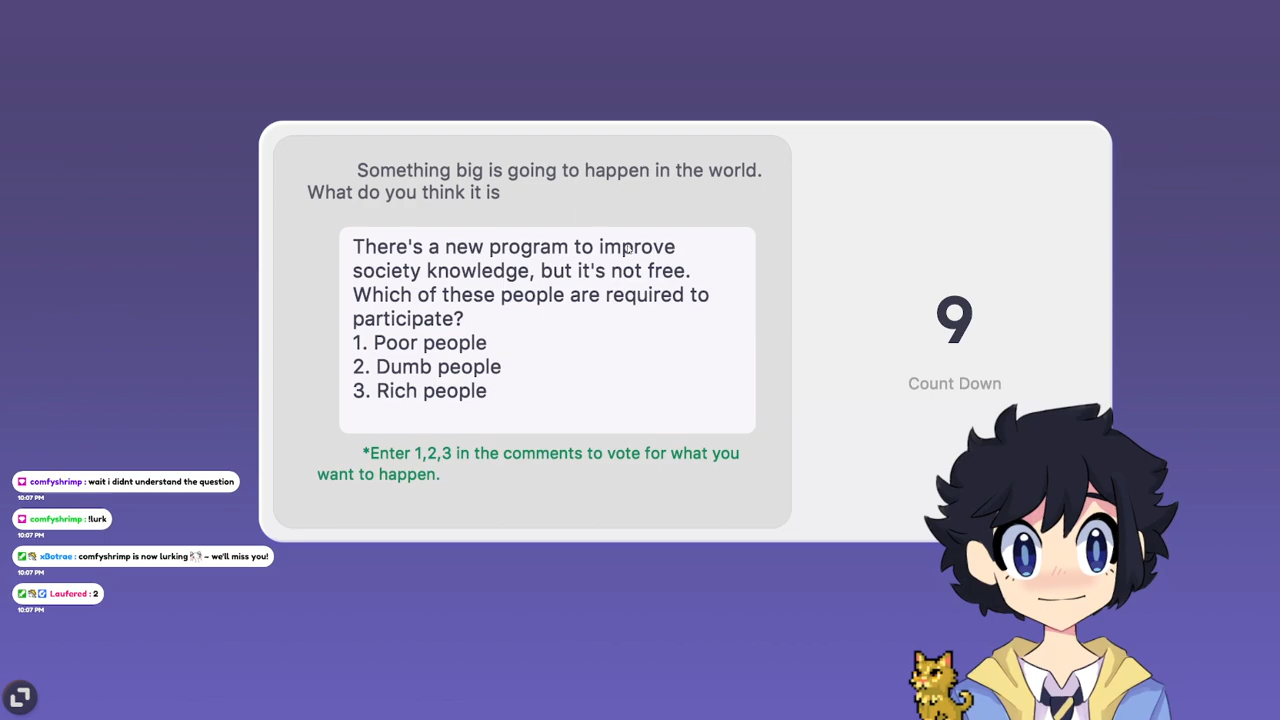 Something big is going to happen in the world.
What do you think it is
There's a new program to improve
society knowledge, but it's not free.
Which of these people are required to
participate?
1. Poor people
2. Dumb people
3. Rich people
*Enter 1,2,3 in the comments to vote for what you
want to happen.
9
Count Down
comfyshrimp : wait i didnt understand the question
10:07 PM
comfyshrimp : !lurk
10:07 PM
xBotrae : comfyshrimp is now lurking – we'll miss you!
10:07 PM
Laufered : 2
10:07 PM